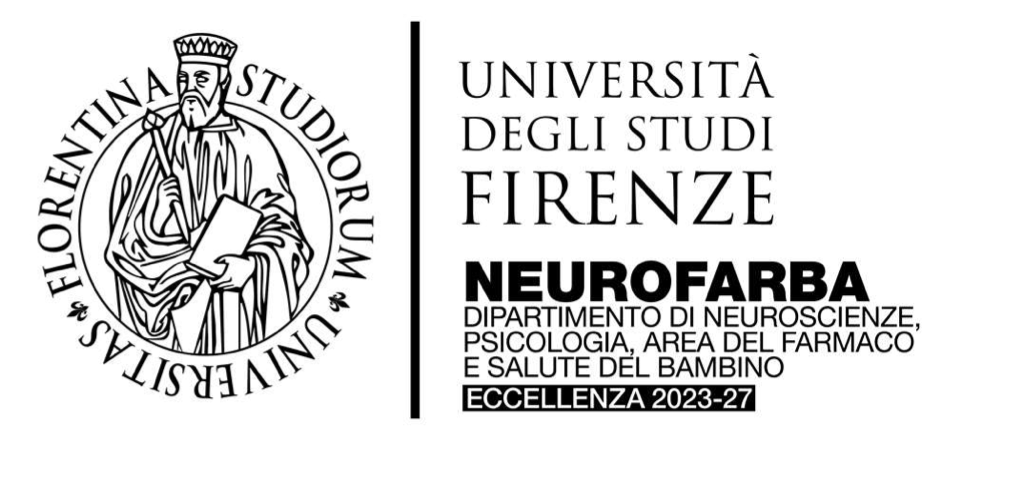 FLORENTINA STUDIORUM UNIVERSITAS
UNIVERSITÀ
DEGLI STUDI
FIRENZE
NEUROFARBA
DIPARTIMENTO DI NEUROSCIENZE,
PSICOLOGIA, AREA DEL FARMACO
E SALUTE DEL BAMBINO
ECCELLENZA 2023-27